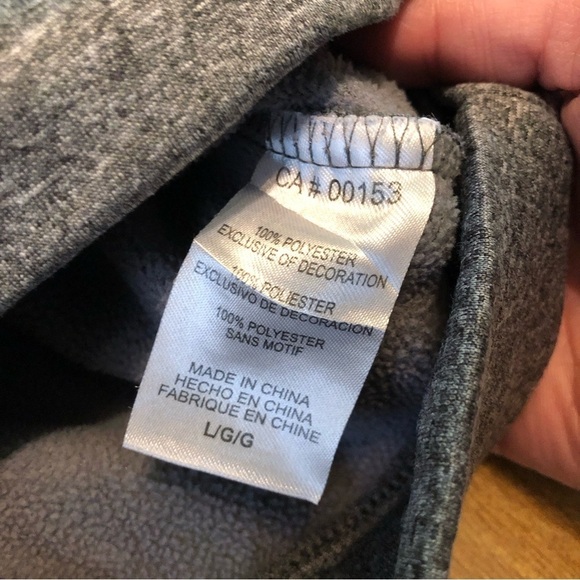 CA # 00153
100% POLYESTER
EXCLUSIVE OF DECORATION
100% POLIESTER
EXCLUSIVO DE DECORACION
100% POLYESTER
SANS MOTIF
MADE IN CHINA
HECHO EN CHINA
FABRIQUE EN CHINE
L/G/G